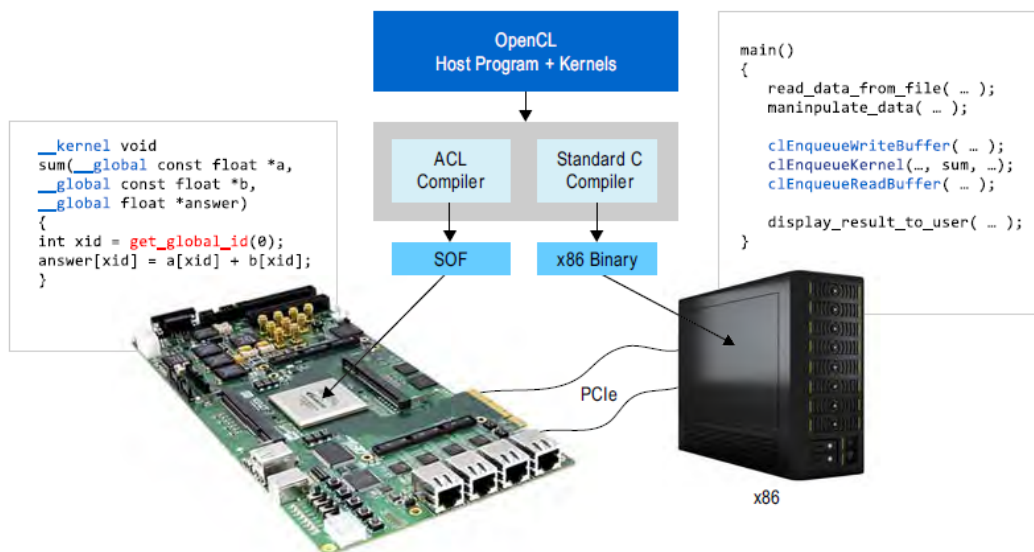 OpenCL
Host Program + Kernels
ACL
Compiler
Standard C
Compiler
SOF
x86 Binary
__kernel void
sum(__global const float *a,
__global const float *b,
__global float *answer)
{
int xid = get_global_id(0);
answer[xid] = a[xid] + b[xid];
}
main()
{
read_data_from_file( … );
maninpulate_data( … );
clEnqueueWriteBuffer( … );
clEnqueueKernel(…, sum, …);
clEnqueueReadBuffer( … );
display_result_to_user( … );
}
PCIe
x86